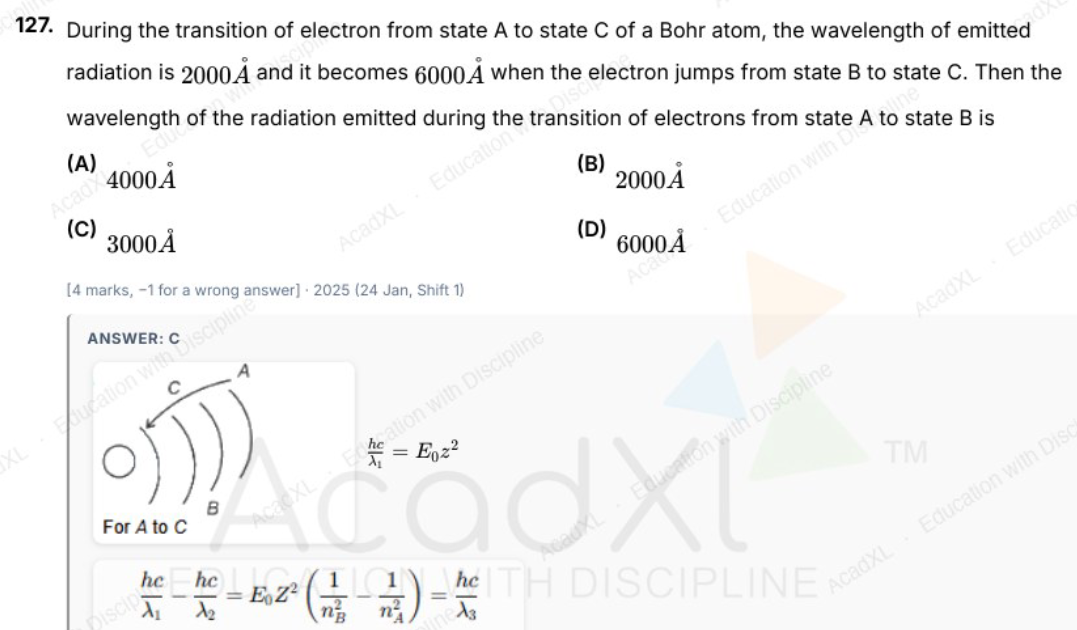 127. During the transition of electron from state A to state C of a Bohr atom, the wavelength of emitted
radiation is 2000Å and it becomes 6000Å when the electron jumps from state B to state C. Then the
wavelength of the radiation emitted during the transition of electrons from state A to state B is
(A) 4000Å
(B) 2000Å
(C) 3000Å
(D) 6000Å
[4 marks, −1 for a wrong answer] · 2025 (24 Jan, Shift 1)
ANSWER: C
C
A
B
For A to C
hc/λ₁ = E₀z²
hc/λ₁ − hc/λ₂ = E₀Z² (1/n_B² − 1/n_A²) = hc/λ₃
AcadXL
TM
EDUCATION WITH DISCIPLINE
AcadXL · Education with Discipline